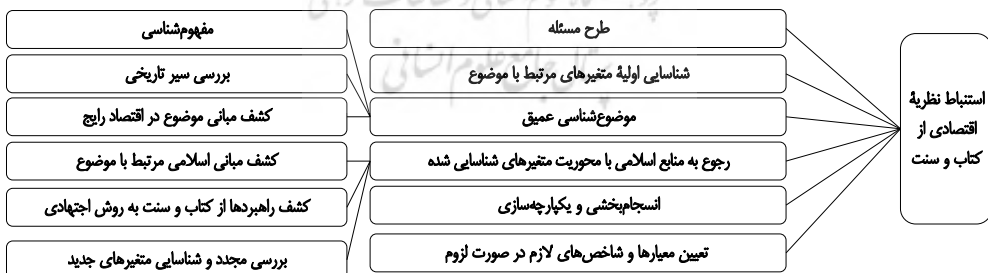 استنباط نظریهٔ
اقتصادی از
کتاب و سنت
طرح مسئله
شناسایی اولیهٔ متغیرهای مرتبط با موضوع
موضوع‌شناسی عمیق
رجوع به منابع اسلامی با محوریت متغیرهای شناسایی شده
انسجام‌بخشی و یکپارچه‌سازی
تعیین معیارها و شاخص‌های لازم در صورت لزوم
مفهوم‌شناسی
بررسی سیر تاریخی
کشف مبانی موضوع در اقتصاد رایج
کشف مبانی اسلامی مرتبط با موضوع
کشف راهبردها از کتاب و سنت به روش اجتهادی
بررسی مجدد و شناسایی متغیرهای جدید